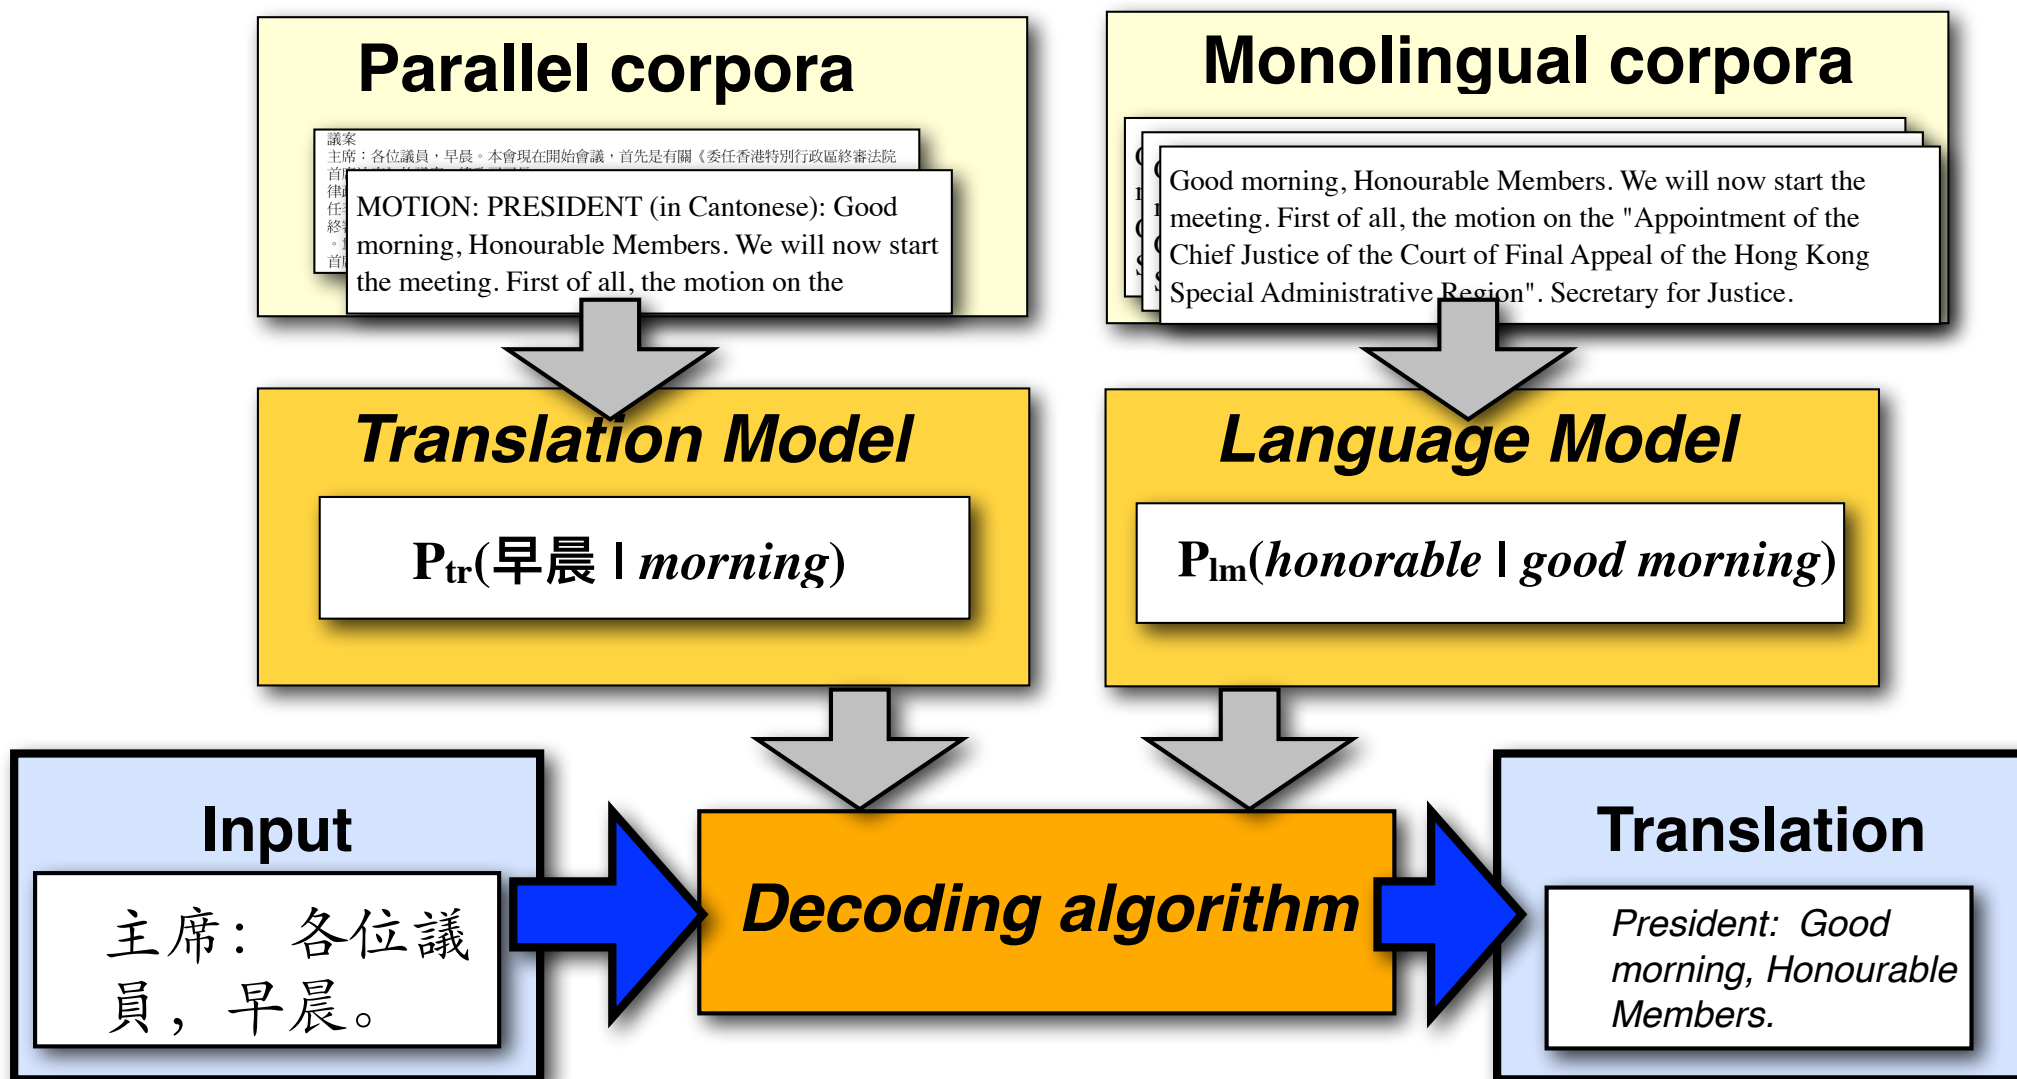 Parallel corpora
議案
主席：各位議員，早晨。本會現在開始會議，首先是有關《委任香港特別行政區終審法院
MOTION: PRESIDENT (in Cantonese): Good
morning, Honourable Members. We will now start
the meeting. First of all, the motion on the
Monolingual corpora
Good morning, Honourable Members. We will now start the
meeting. First of all, the motion on the "Appointment of the
Chief Justice of the Court of Final Appeal of the Hong Kong
Special Administrative Region". Secretary for Justice.
Translation Model
Ptr(早晨 | morning)
Language Model
Plm(honorable | good morning)
Input
主席：各位議
員，早晨。
Decoding algorithm
Translation
President: Good
morning, Honourable
Members.